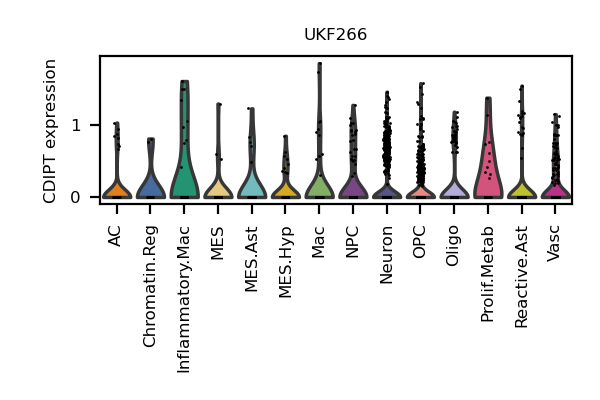 UKF266
CDIPT expression
1
0
AC
Chromatin.Reg
Inflammatory.Mac
MES
MES.Ast
MES.Hyp
Mac
NPC
Neuron
OPC
Oligo
Prolif.Metab
Reactive.Ast
Vasc